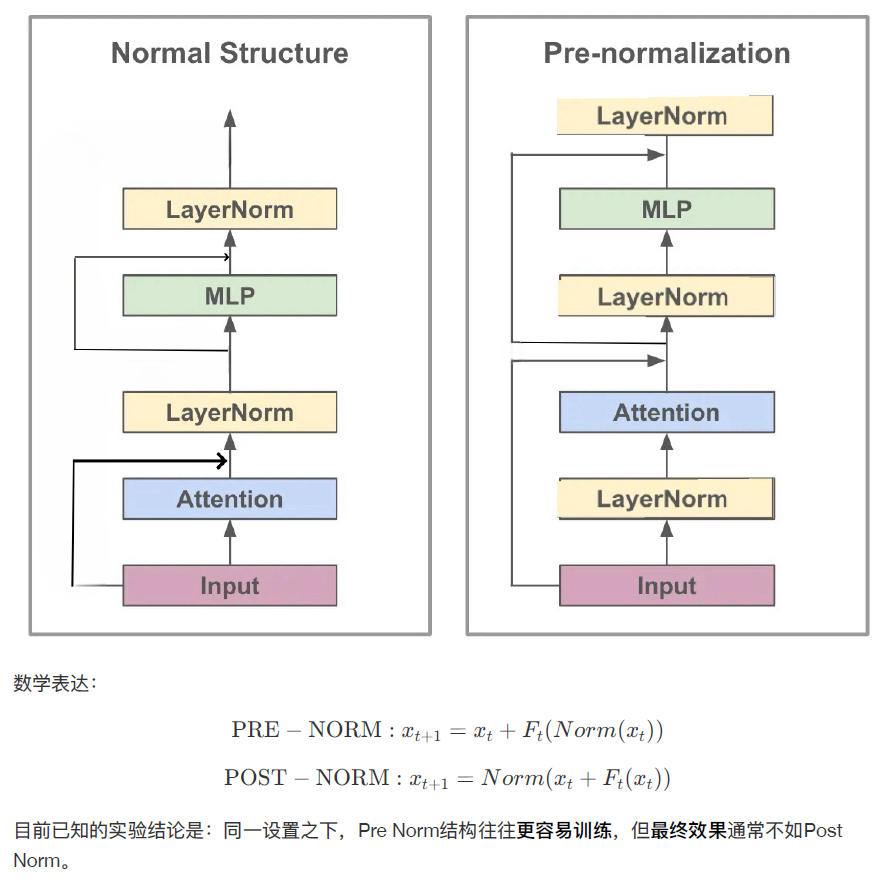 Normal Structure
LayerNorm
MLP
LayerNorm
Attention
Input
Pre-normalization
LayerNorm
MLP
LayerNorm
Attention
LayerNorm
Input
数学表达：
PRE − NORM : x_{t+1} = x_t + F_t(Norm(x_t))
POST − NORM : x_{t+1} = Norm(x_t + F_t(x_t))
目前已知的实验结论是：同一设置之下，Pre Norm结构往往更容易训练，但最终效果通常不如Post
Norm。